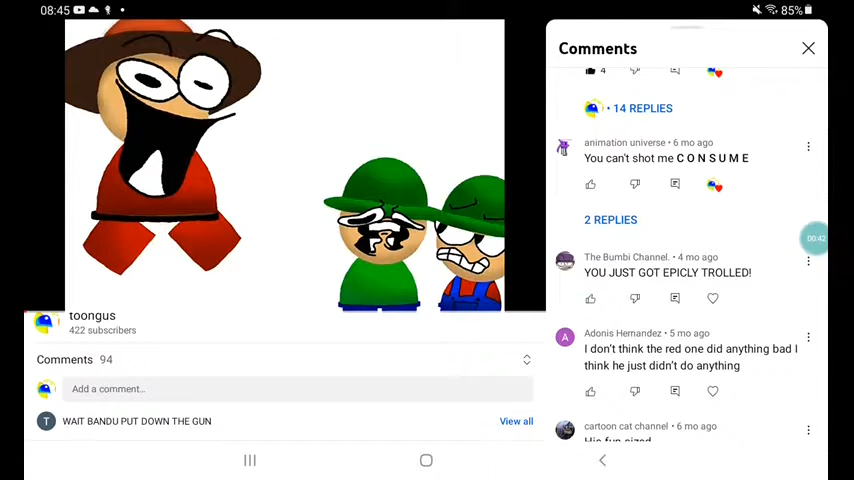 08:45
85%
Comments
4
• 14 REPLIES
animation universe • 6 mo ago
You can't shot me C O N S U M E
2 REPLIES
00:42
The Bumbi Channel. • 4 mo ago
YOU JUST GOT EPICLY TROLLED!
Adonis Hernandez • 5 mo ago
A
I don't think the red one did anything bad I
think he just didn't do anything
cartoon cat channel • 6 mo ago
His fun sized
toongus
422 subscribers
Comments 94
Add a comment...
T
WAIT BANDU PUT DOWN THE GUN
View all